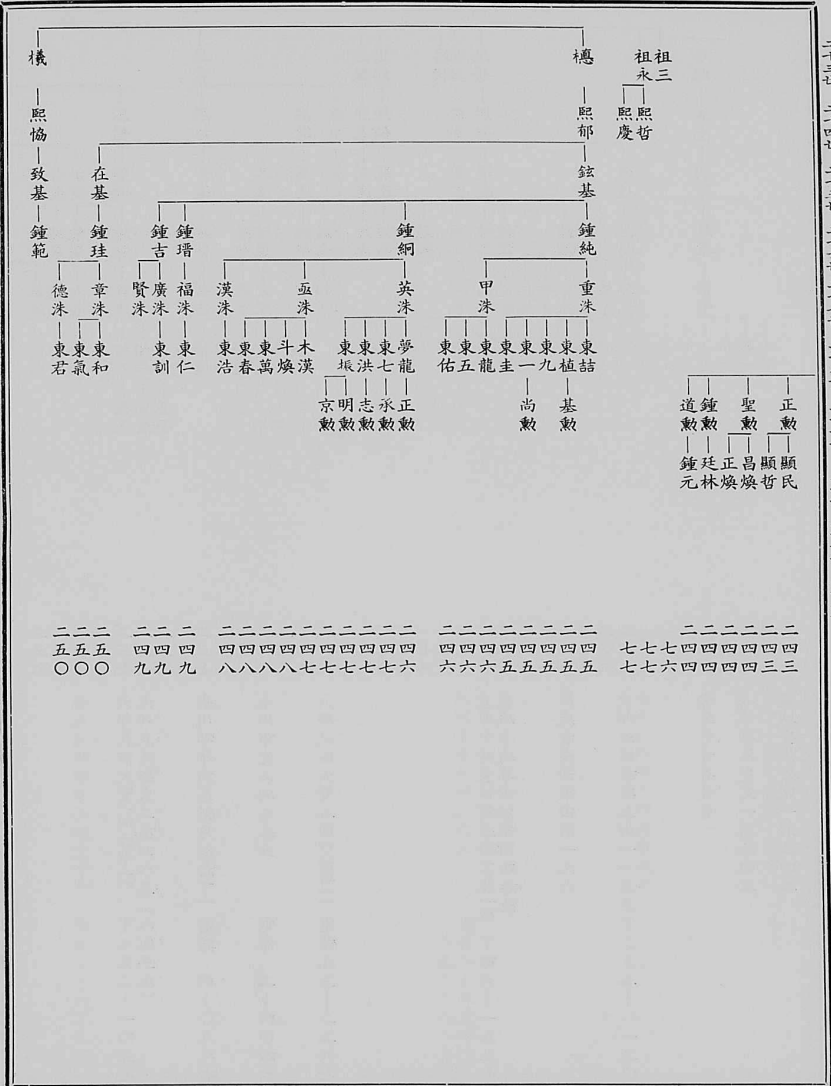 祖三
祖永
熙哲
熙慶
正勳
聖勳
鍾勳
道勳
顯民
顯哲
昌煥
正煥
廷林
鍾元
櫶
熙郁
鉉基
在基
鍾純
鍾絅
鍾瑨
鍾吉
鍾珪
重洙
甲洙
英洙
亟洙
漢洙
福洙
廣洙
賢洙
章洙
德洙
東喆
東植
東九
東一
東圭
東龍
東五
東佑
夢龍
東七
東洪
東振
木漢
斗煥
東萬
東春
東浩
東仁
東訓
東和
東氣
東君
基勳
尚勳
正勳
承勳
志勳
明勳
京勳
檥
熙恊
致基
鍾範
二四三
二四三
二四四
二四四
二四四
二四四
七六
七七
七七
二四五
二四五
二四五
二四五
二四五
二四六
二四六
二四六
二四六
二四七
二四七
二四七
二四七
二四七
二四八
二四八
二四八
二四八
二四九
二四九
二四九
二五〇
二五〇
二五〇